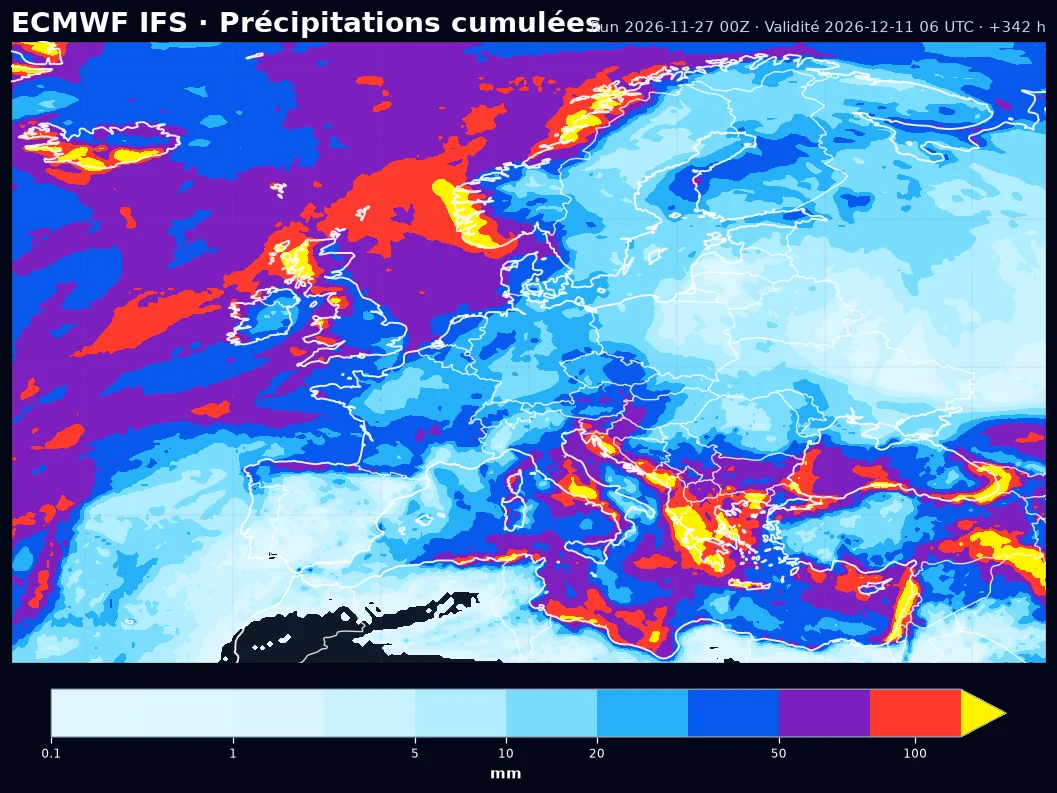 ECMWF IFS · Précipitations cumulées
Run 2026-11-27 00Z · Validité 2026-12-11 06 UTC · +342 h
0.1 1 5 10 20 50 100
mm